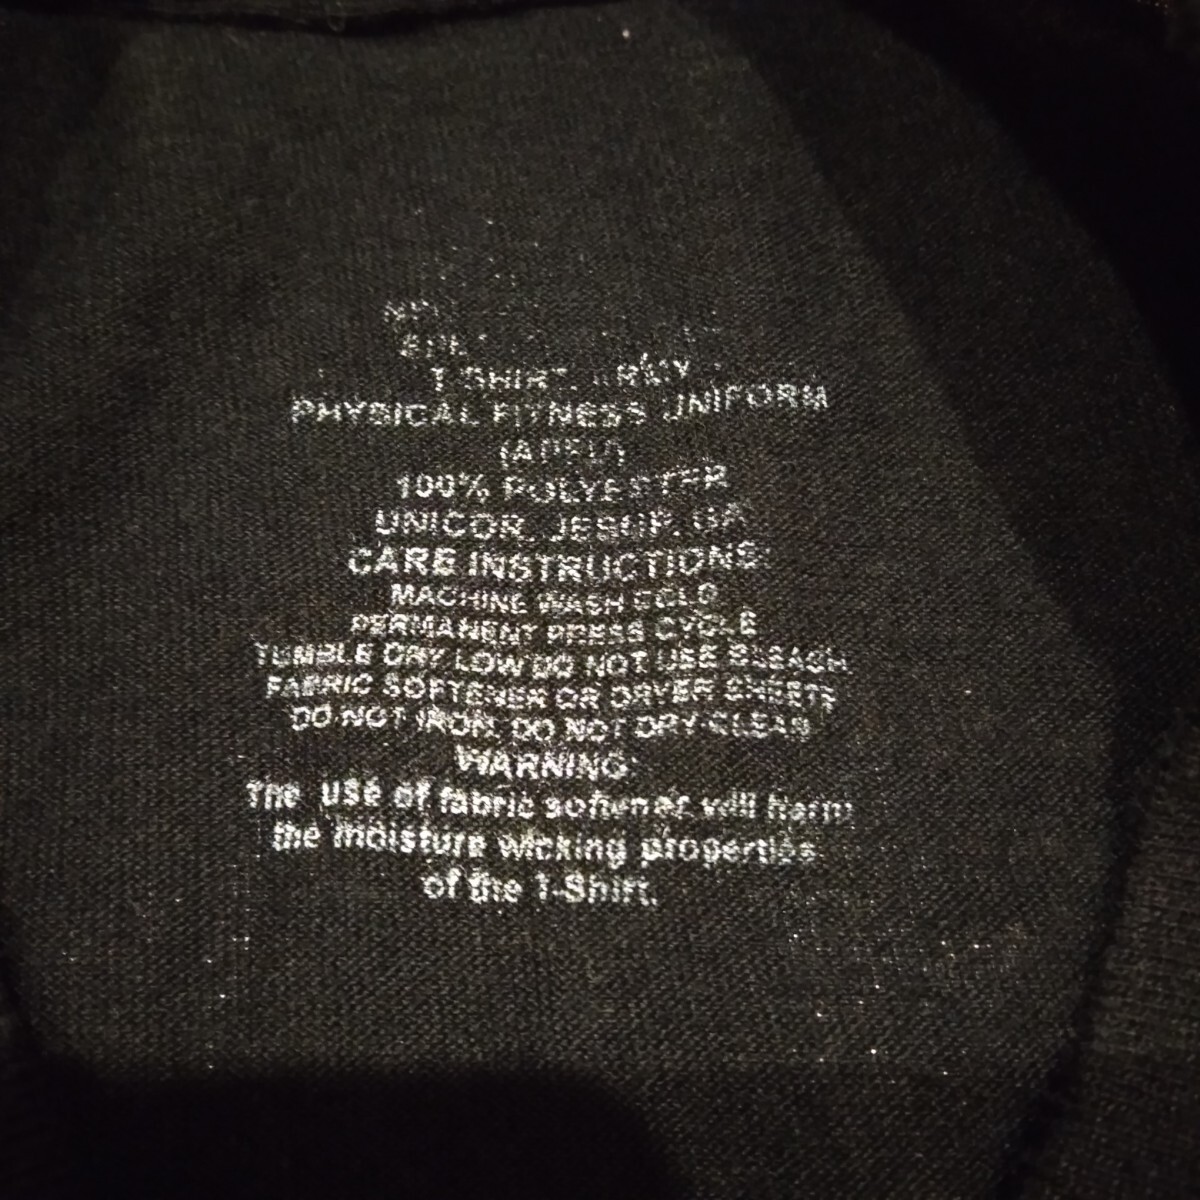 T-SHIRT, ARMY
PHYSICAL FITNESS UNIFORM
(APFU)
100% POLYESTER
UNICOR, JESUP, GA
CARE INSTRUCTIONS:
MACHINE WASH COLD
PERMANENT PRESS CYCLE
TUMBLE DRY LOW DO NOT USE BLEACH
FABRIC SOFTENER OR DRYER SHEETS
DO NOT IRON. DO NOT DRY CLEAN
WARNING:
The use of fabric softener will harm
the moisture wicking properties
of the T-Shirt.